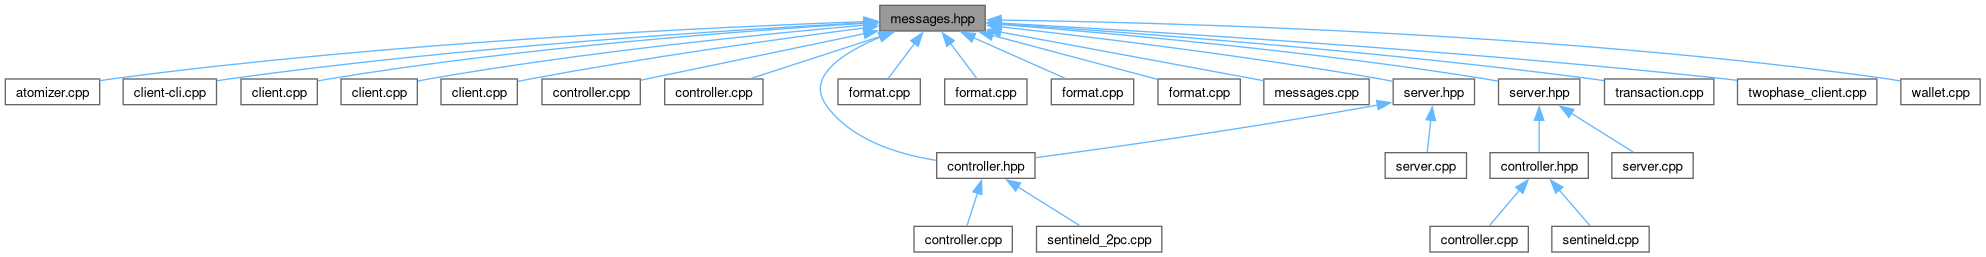 messages.hpp
atomizer.cpp
client-cli.cpp
client.cpp
client.cpp
client.cpp
controller.cpp
controller.cpp
format.cpp
format.cpp
format.cpp
format.cpp
messages.cpp
server.hpp
server.hpp
transaction.cpp
twophase_client.cpp
wallet.cpp
controller.hpp
server.cpp
controller.hpp
server.cpp
controller.cpp
sentineld_2pc.cpp
controller.cpp
sentineld.cpp